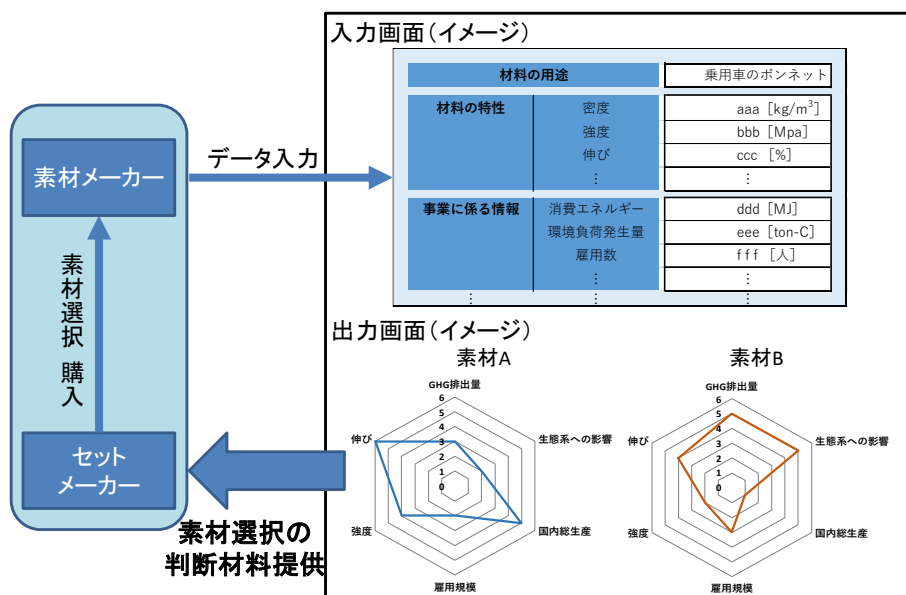 入力画面（イメージ）
材料の用途
乗用車のボンネット
材料の特性
密度
aaa [kg/m³]
強度
bbb [Mpa]
伸び
ccc [%]
⋮
⋮
事業に係る情報
消費エネルギー
ddd [MJ]
環境負荷発生量
eee [ton-C]
雇用数
fff [人]
⋮
⋮
⋮
⋮
⋮
素材メーカー
データ入力
素材選択 購入
セット
メーカー
素材選択の
判断材料提供
出力画面（イメージ）
素材A
GHG排出量
6
5
4
3
2
1
0
生態系への影響
国内総生産
雇用規模
強度
伸び
素材B
GHG排出量
6
5
4
3
2
1
0
生態系への影響
国内総生産
雇用規模
強度
伸び